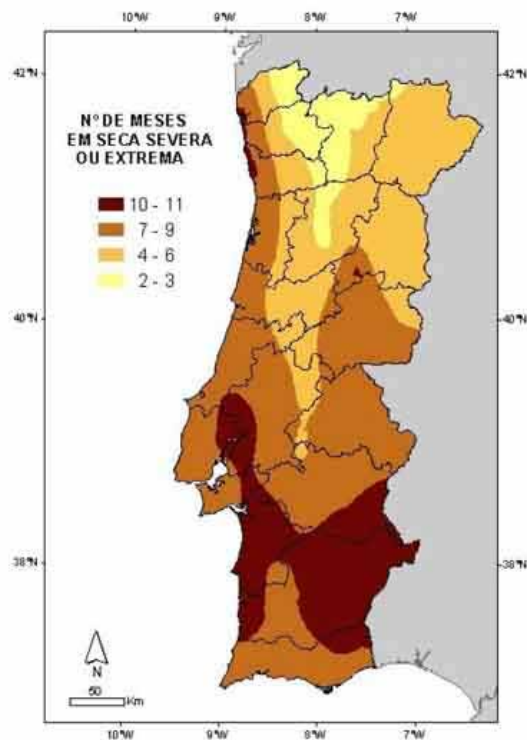 9°W 8°W 7°W
42°N 42°N
Nº DE MESES
EM SECA SEVERA
OU EXTREMA
10 - 11
7 - 9
4 - 6
2 - 3
40°N 40°N
38°N 38°N
N
50
Km
10°W 9°W 8°W 7°W